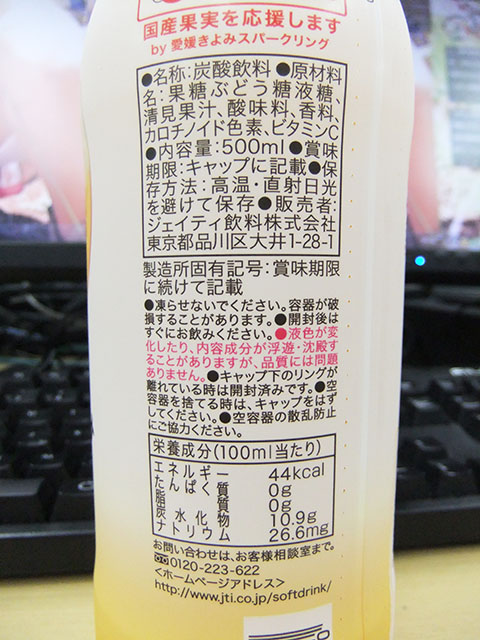 国産果実を応援します
by 愛媛きよみスパークリング
●名称:炭酸飲料 ●原材料
名:果糖ぶどう糖液糖、
清見果汁、酸味料、香料、
カロチノイド色素、ビタミンC
●内容量:500ml ●賞味
期限:キャップに記載 ●保
存方法:高温・直射日光
を避けて保存 ●販売者:
ジェイティ飲料株式会社
東京都品川区大井1-28-1
製造所固有記号:賞味期限
に続けて記載
●凍らせないでください。容器が破
損することがあります。●開封後は
すぐにお飲みください。●液色が変
化したり、内容成分が浮遊・沈殿す
ることがありますが、品質には問題
ありません。●キャップ下のリングが
離れている時は開封済みです。●空
容器を捨てる時は、キャップをはず
してください。●空容器の散乱防止
にご協力ください。
栄養成分(100ml当たり)
エネルギー 44kcal
たんぱく質 0g
脂質 0g
炭水化物 10.9g
ナトリウム 26.6mg
お問い合わせは、お客様相談室まで。
0120-223-622
<ホームページアドレス>
http://www.jti.co.jp/softdrink/